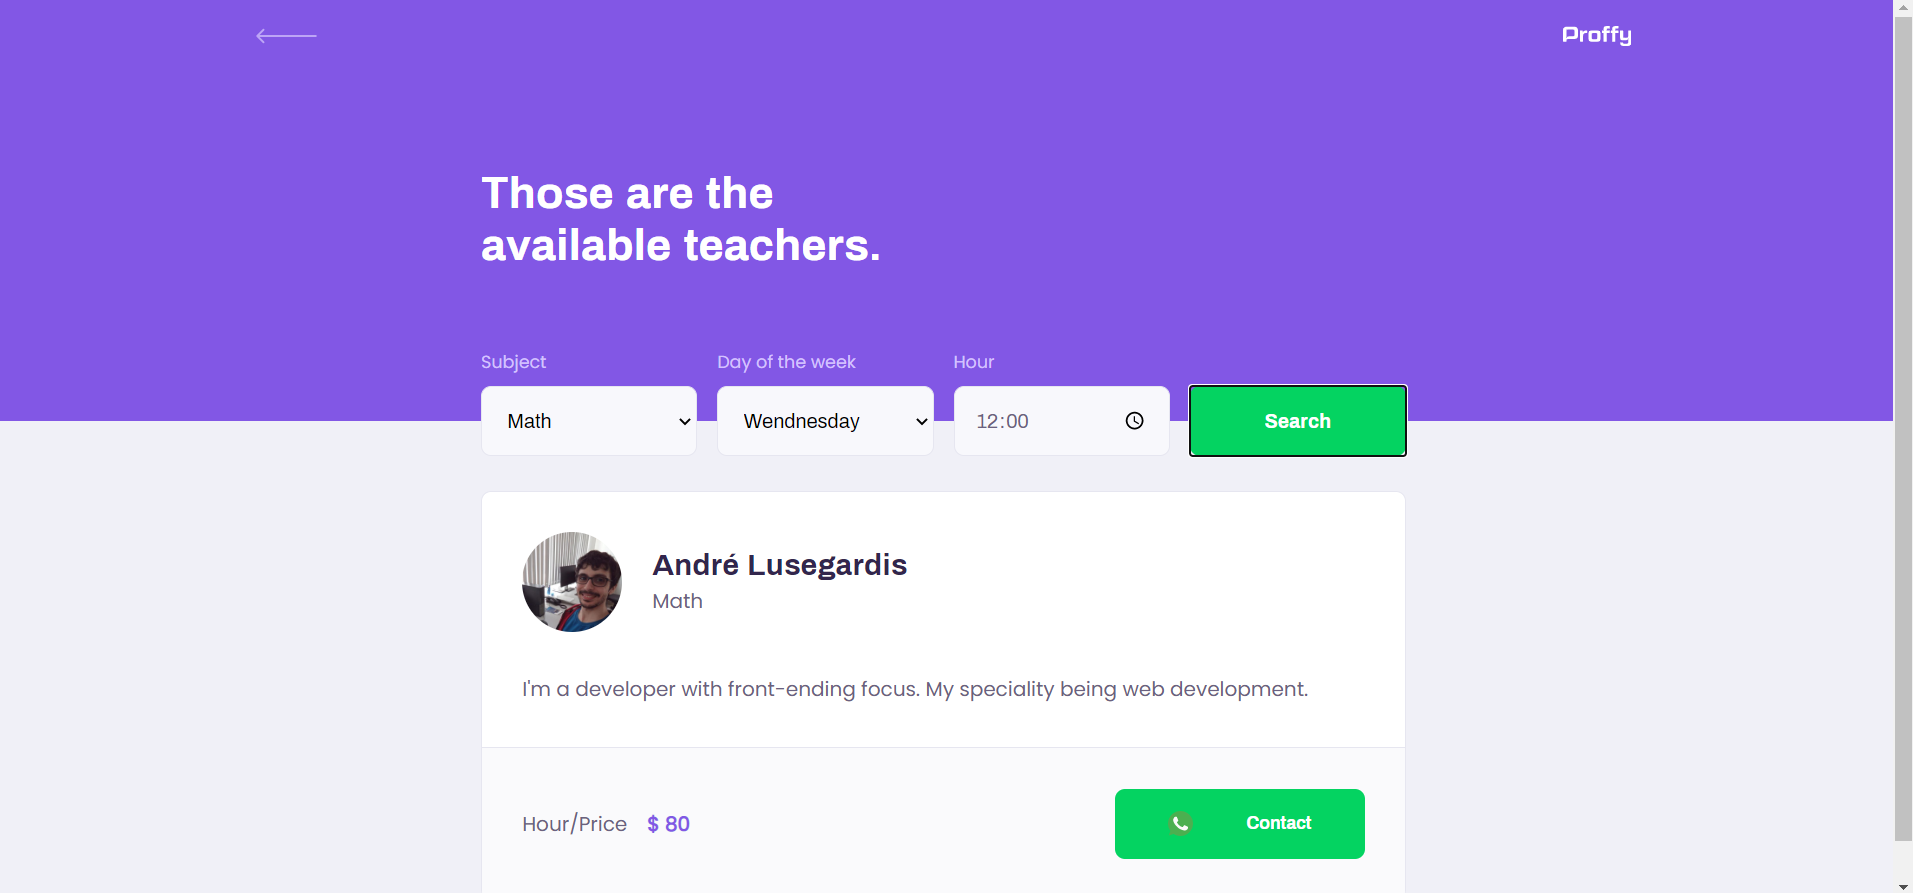 Proffy
Those are the
available teachers.
Subject
Day of the week
Hour
Math
Wendnesday
12:00
Search
André Lusegardis
Math
I'm a developer with front-ending focus. My speciality being web development.
Hour/Price $ 80
Contact